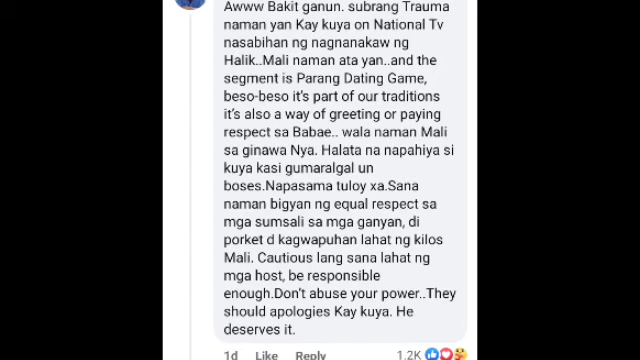 Awww Bakit ganun. subrang Trauma
naman yan Kay kuya on National Tv
nasabihan ng nagnanakaw ng
Halik..Mali naman ata yan..and the
segment is Parang Dating Game,
beso-beso it's part of our traditions
it's also a way of greeting or paying
respect sa Babae.. wala naman Mali
sa ginawa Nya. Halata na napahiya si
kuya kasi gumaralgal un
boses.Napasama tuloy xa.Sana
naman bigyan ng equal respect sa
mga sumsali sa mga ganyan, di
porket d kagwapuhan lahat ng kilos
Mali. Cautious lang sana lahat ng
mga host, be responsible
enough.Don't abuse your power..They
should apologies Kay kuya. He
deserves it.
1d Like Reply 1.2K